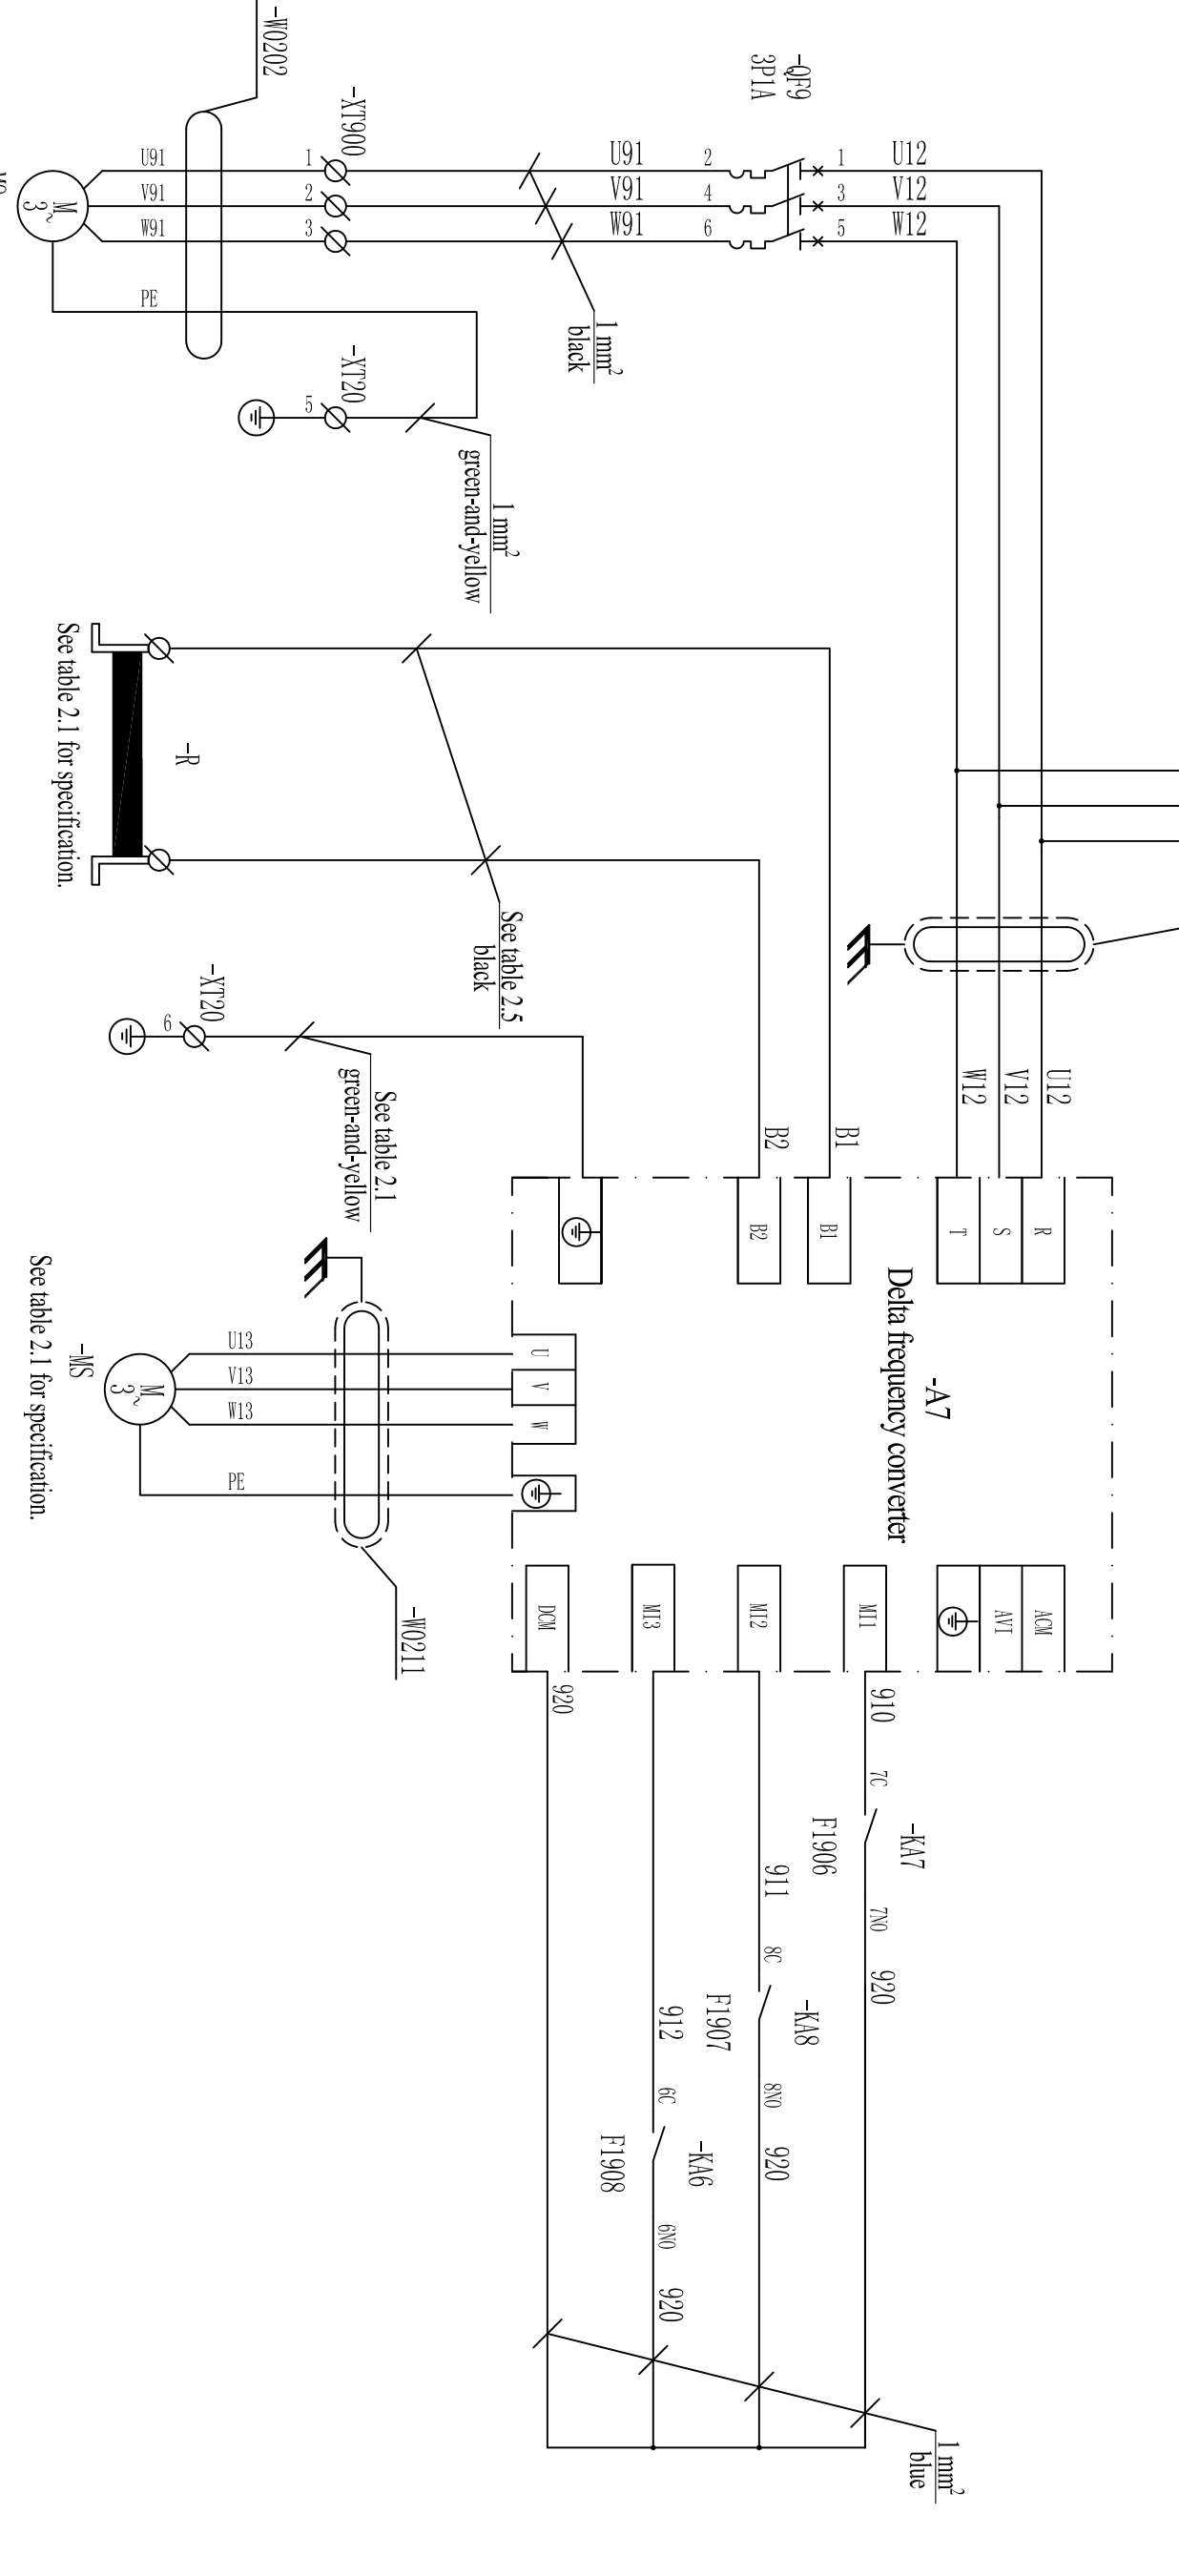 -W0202
-QF9
3P1A
-XT900
U91
V91
W91
PE
1
2
3
U91
V91
W91
2
4
6
1
3
5
U12
V12
W12
M
3~
1 mm²
black
-XT20
5
1 mm²
green-and-yellow
-R
See table 2.1 for specification.
See table 2.5
black
-XT20
6
See table 2.1
green-and-yellow
U12
V12
W12
B1
B2
R
S
T
B1
B2
-A7
Delta frequency converter
U
V
W
U13
V13
W13
PE
-MS
M
3~
See table 2.1 for specification.
-W0211
ACM
AVI
MI1
MI2
MI3
DCM
910
7C
-KA7
F1906
7NO
920
911
8C
-KA8
F1907
8NO
920
912
6C
-KA6
F1908
6NO
920
920
1 mm²
blue